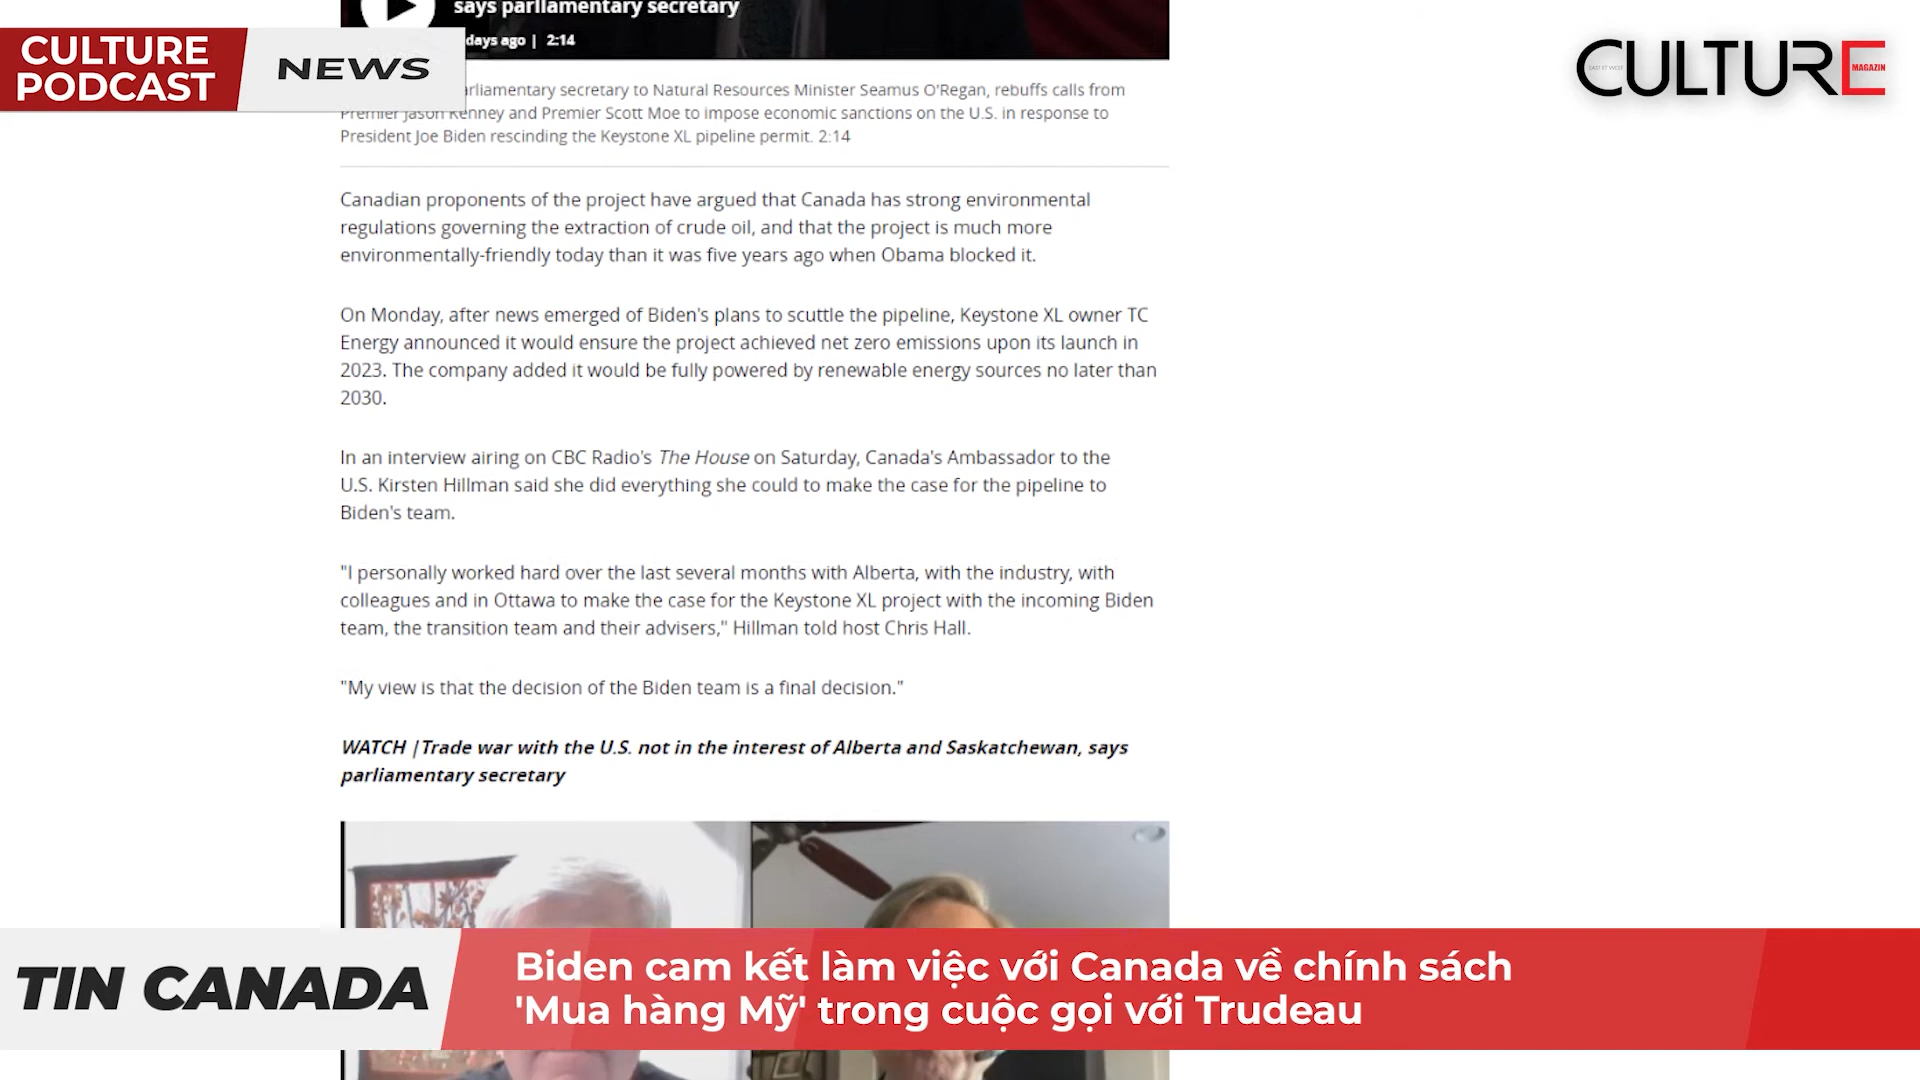 says parliamentary secretary
days ago | 2:14
CULTURE
PODCAST
NEWS
CULTURE
MAGAZIN
parliamentary secretary to Natural Resources Minister Seamus O'Regan, rebuffs calls from
Premier Jason Kenney and Premier Scott Moe to impose economic sanctions on the U.S. in response to
President Joe Biden rescinding the Keystone XL pipeline permit. 2:14
Canadian proponents of the project have argued that Canada has strong environmental
regulations governing the extraction of crude oil, and that the project is much more
environmentally-friendly today than it was five years ago when Obama blocked it.
On Monday, after news emerged of Biden's plans to scuttle the pipeline, Keystone XL owner TC
Energy announced it would ensure the project achieved net zero emissions upon its launch in
2023. The company added it would be fully powered by renewable energy sources no later than
2030.
In an interview airing on CBC Radio's The House on Saturday, Canada's Ambassador to the
U.S. Kirsten Hillman said she did everything she could to make the case for the pipeline to
Biden's team.
"I personally worked hard over the last several months with Alberta, with the industry, with
colleagues and in Ottawa to make the case for the Keystone XL project with the incoming Biden
team, the transition team and their advisers," Hillman told host Chris Hall.
"My view is that the decision of the Biden team is a final decision."
WATCH | Trade war with the U.S. not in the interest of Alberta and Saskatchewan, says
parliamentary secretary
TIN CANADA
Biden cam kết làm việc với Canada về chính sách
'Mua hàng Mỹ' trong cuộc gọi với Trudeau